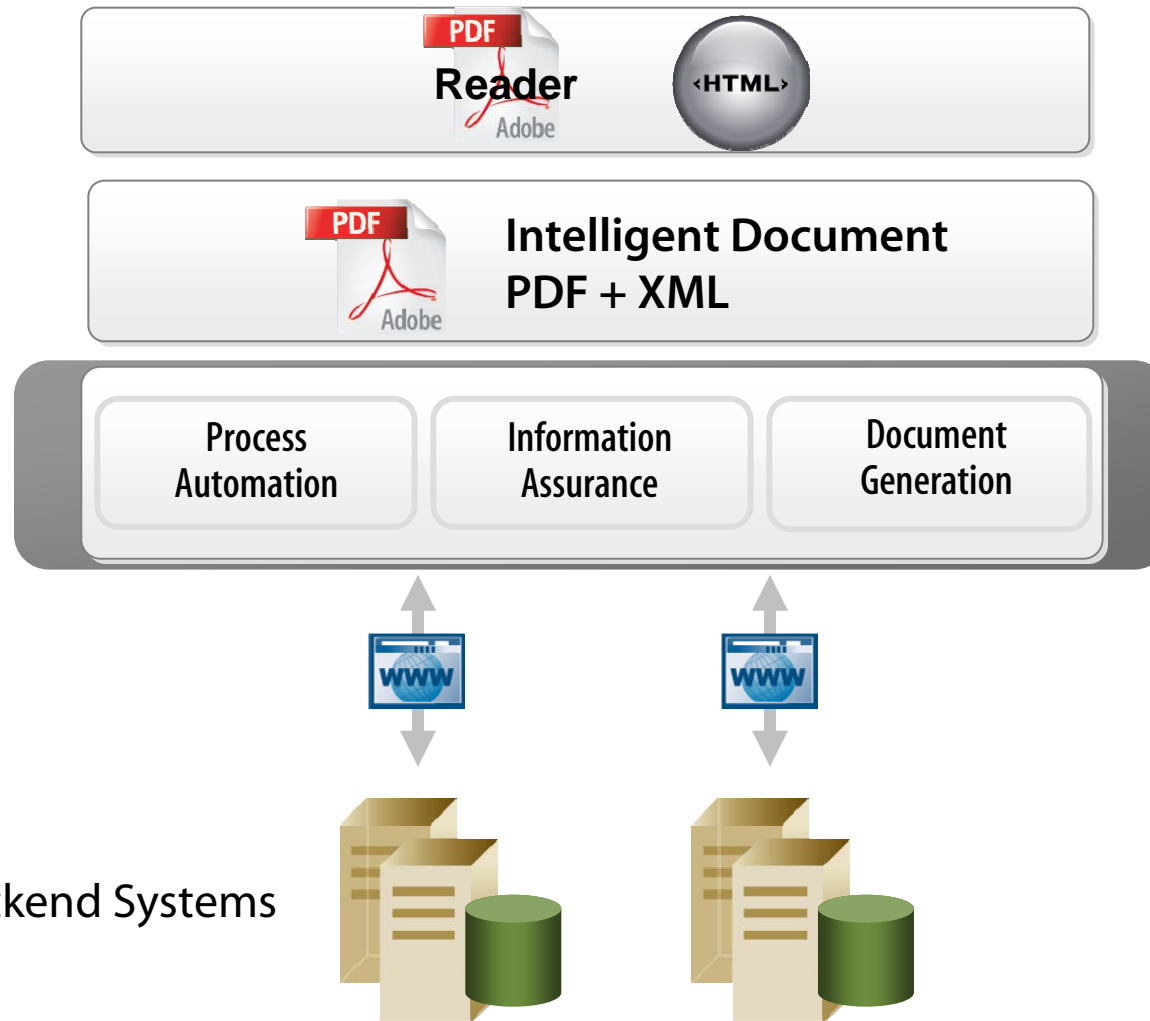 PDF
Reader
Adobe
<HTML>
PDF
Adobe
Intelligent Document
PDF + XML
Process
Automation
Information
Assurance
Document
Generation
www
www
ckend Systems